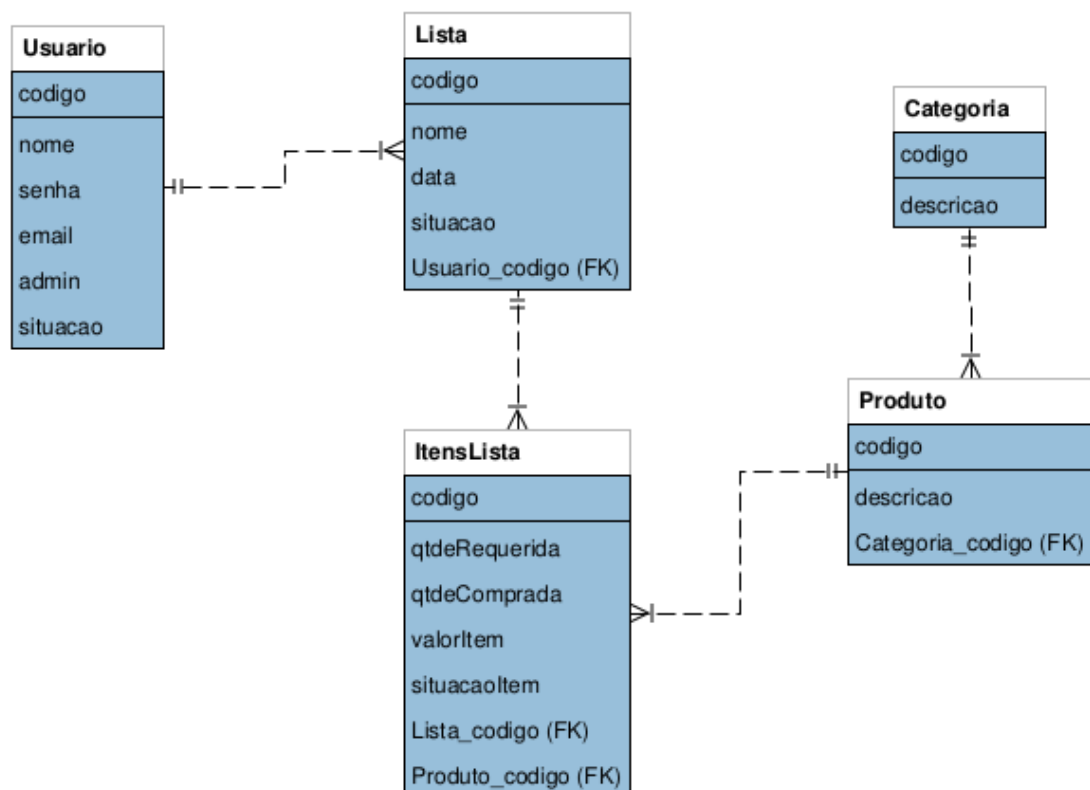 Usuario
codigo
nome
senha
email
admin
situacao
Lista
codigo
nome
data
situacao
Usuario_codigo (FK)
Categoria
codigo
descricao
ItensLista
codigo
qtdeRequerida
qtdeComprada
valorItem
situacaoItem
Lista_codigo (FK)
Produto_codigo (FK)
Produto
codigo
descricao
Categoria_codigo (FK)